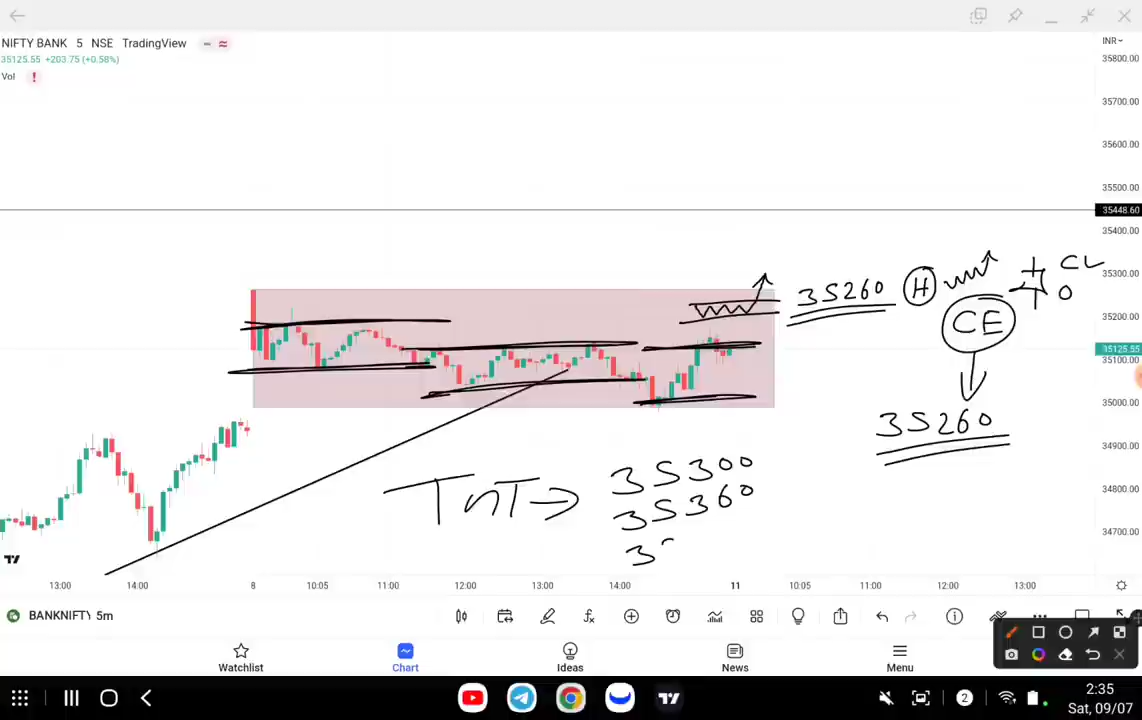 NIFTY BANK 5 NSE TradingView
INR
35125.55 +203.75 (+0.58%)
Vol
35800.00
35700.00
35600.00
35500.00
35448.60
35400.00
35300.00
35200.00
35125.55
35100.00
35000.00
34900.00
34800.00
34700.00
35260 H CL
O
CE
35260
TnT → 35300
35360
3
13:00 14:00 8 10:05 11:00 12:00 13:00 14:00 11 10:05 11:00 12:00 13:00
BANKNIFTY 5m
Watchlist Chart Ideas News Menu
2
2:35
Sat, 09/07